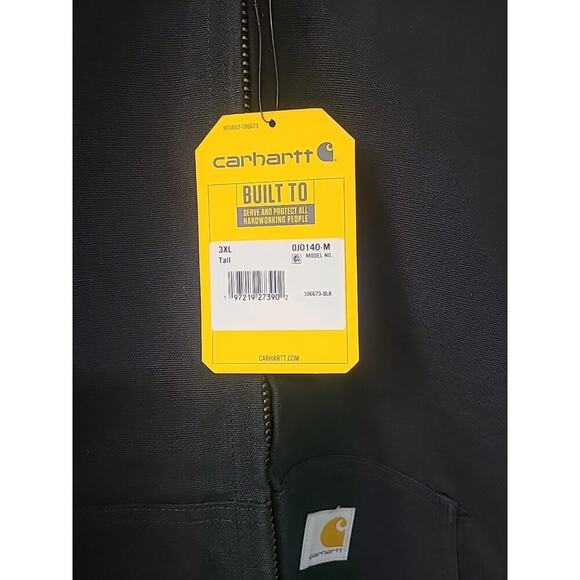 HT1012-106673
carhartt
BUILT TO
SERVE AND PROTECT ALL
HARDWORKING PEOPLE
3XL
0J0140-M
Tall
MODEL NO.
1 97219 27390 2
106673-BLK
CARHARTT.COM
carhartt